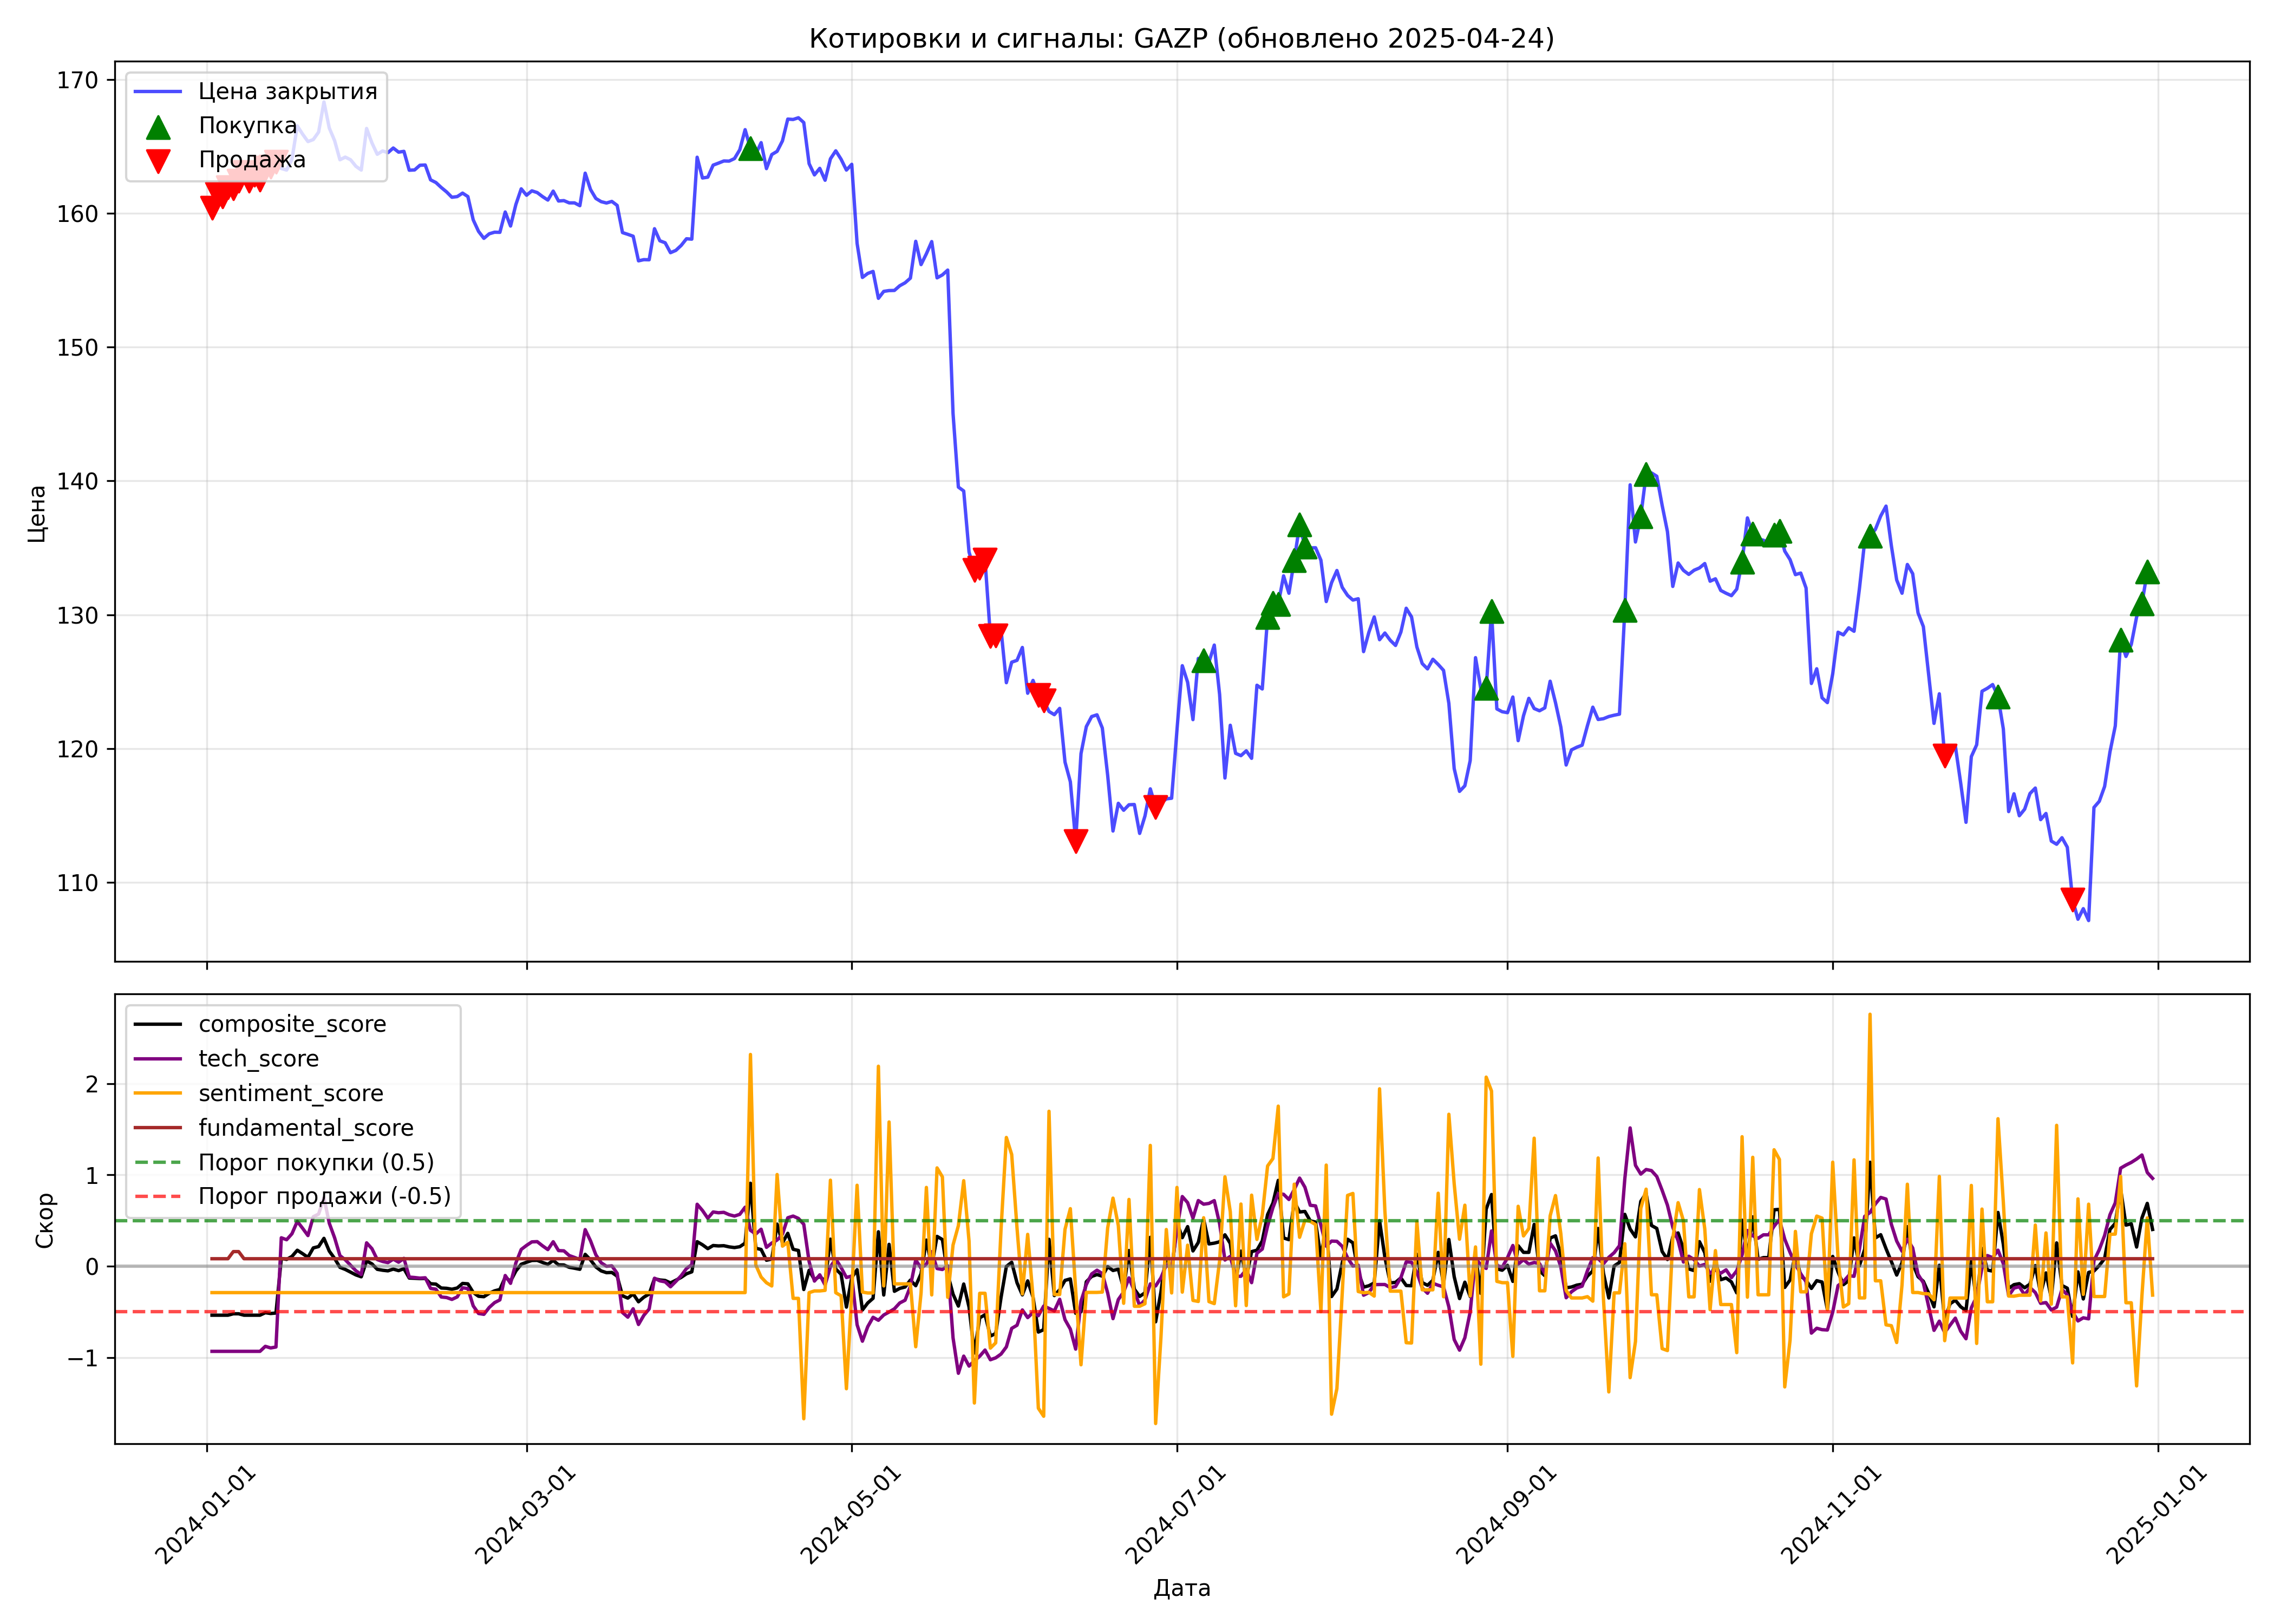 Котировки и сигналы: GAZP (обновлено 2025-04-24)
Цена закрытия
Покупка
Продажа
170
160
150
140
130
120
110
Цена
composite_score
tech_score
sentiment_score
fundamental_score
Порог покупки (0.5)
Порог продажи (-0.5)
2
1
0
−1
Скор
2024-01-01
2024-03-01
2024-05-01
2024-07-01
2024-09-01
2024-11-01
2025-01-01
Дата